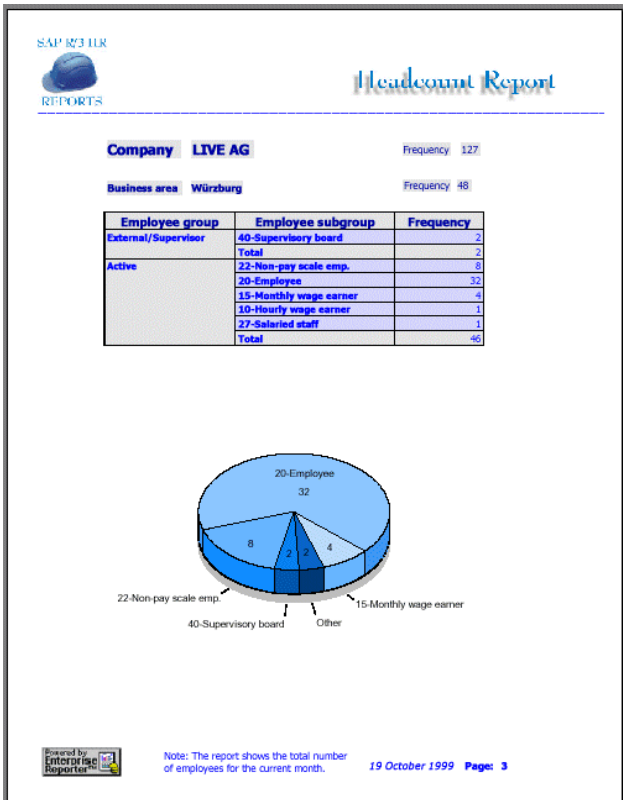 SAP R/3 HR
REPORTS
Headcount Report
Company LIVE AG Frequency 127
Business area Würzburg Frequency 48
Employee group Employee subgroup Frequency
External/Supervisor 40-Supervisory board 2
Total 2
Active 22-Non-pay scale emp. 8
20-Employee 32
15-Monthly wage earner 4
10-Hourly wage earner 1
27-Salaried staff 1
Total 46
20-Employee
32
8 2 2 4
22-Non-pay scale emp.
15-Monthly wage earner
40-Supervisory board
Other
Powered by
Enterprise
Reporter
Note: The report shows the total number
of employees for the current month.
19 October 1999 Page: 3